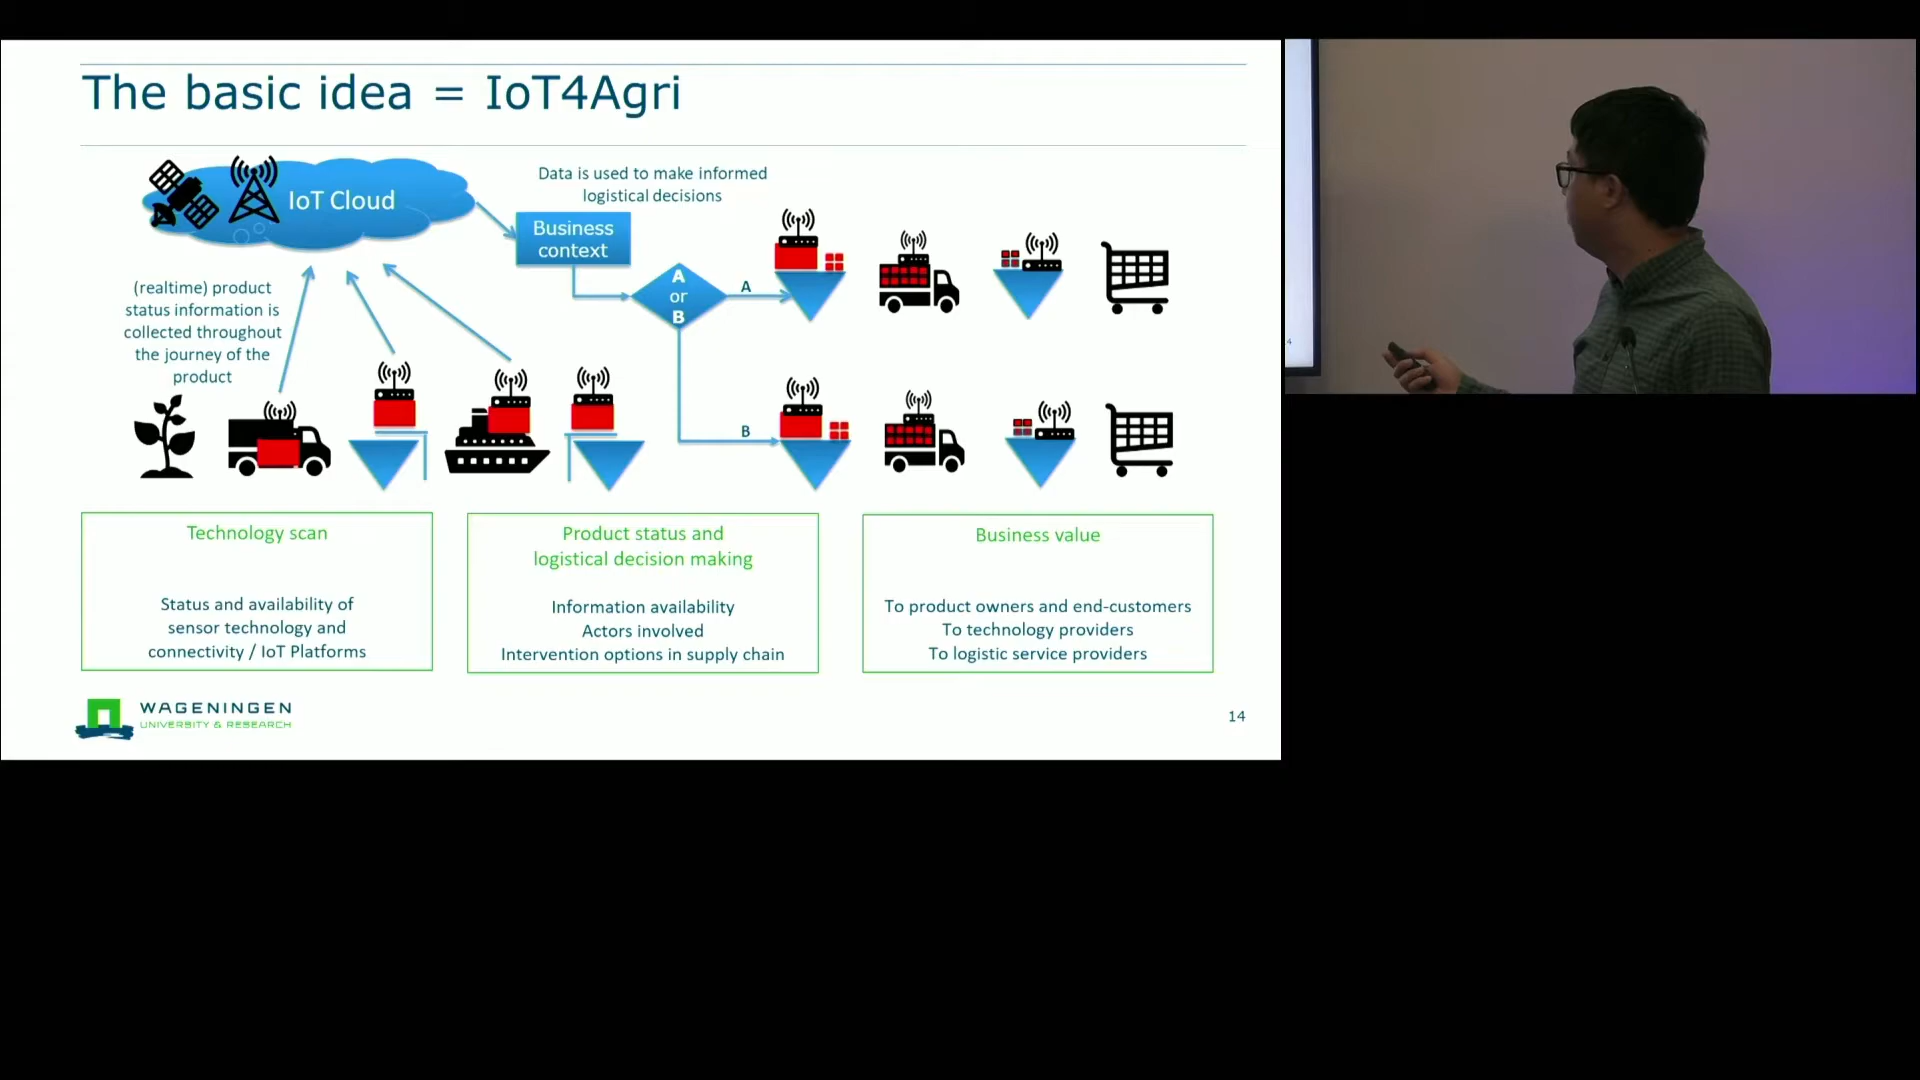 The basic idea = IoT4Agri
IoT Cloud
Data is used to make informed
logistical decisions
Business
context
(realtime) product
status information is
collected throughout
the journey of the
product
A
or
B
A
B
Technology scan
Status and availability of
sensor technology and
connectivity / IoT Platforms
Product status and
logistical decision making
Information availability
Actors involved
Intervention options in supply chain
Business value
To product owners and end-customers
To technology providers
To logistic service providers
WAGENINGEN
UNIVERSITY & RESEARCH
14
4